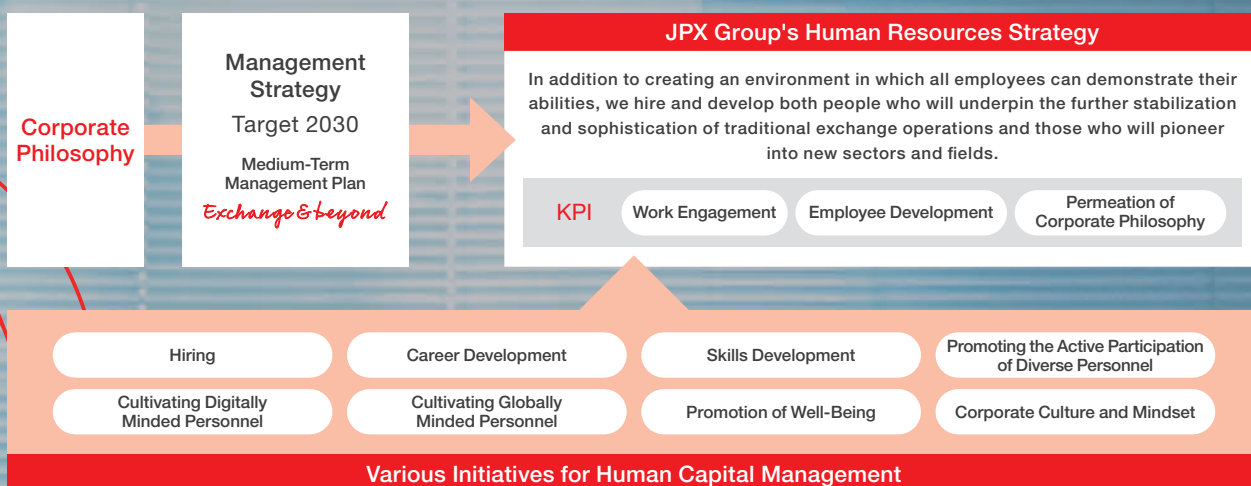 Corporate
Philosophy
Management
Strategy
Target 2030
Medium-Term
Management Plan
Exchange & beyond
JPX Group's Human Resources Strategy
In addition to creating an environment in which all employees can demonstrate their
abilities, we hire and develop both people who will underpin the further stabilization
and sophistication of traditional exchange operations and those who will pioneer
into new sectors and fields.
KPI
Work Engagement
Employee Development
Permeation of
Corporate Philosophy
Hiring
Career Development
Skills Development
Promoting the Active Participation
of Diverse Personnel
Cultivating Digitally
Minded Personnel
Cultivating Globally
Minded Personnel
Promotion of Well-Being
Corporate Culture and Mindset
Various Initiatives for Human Capital Management